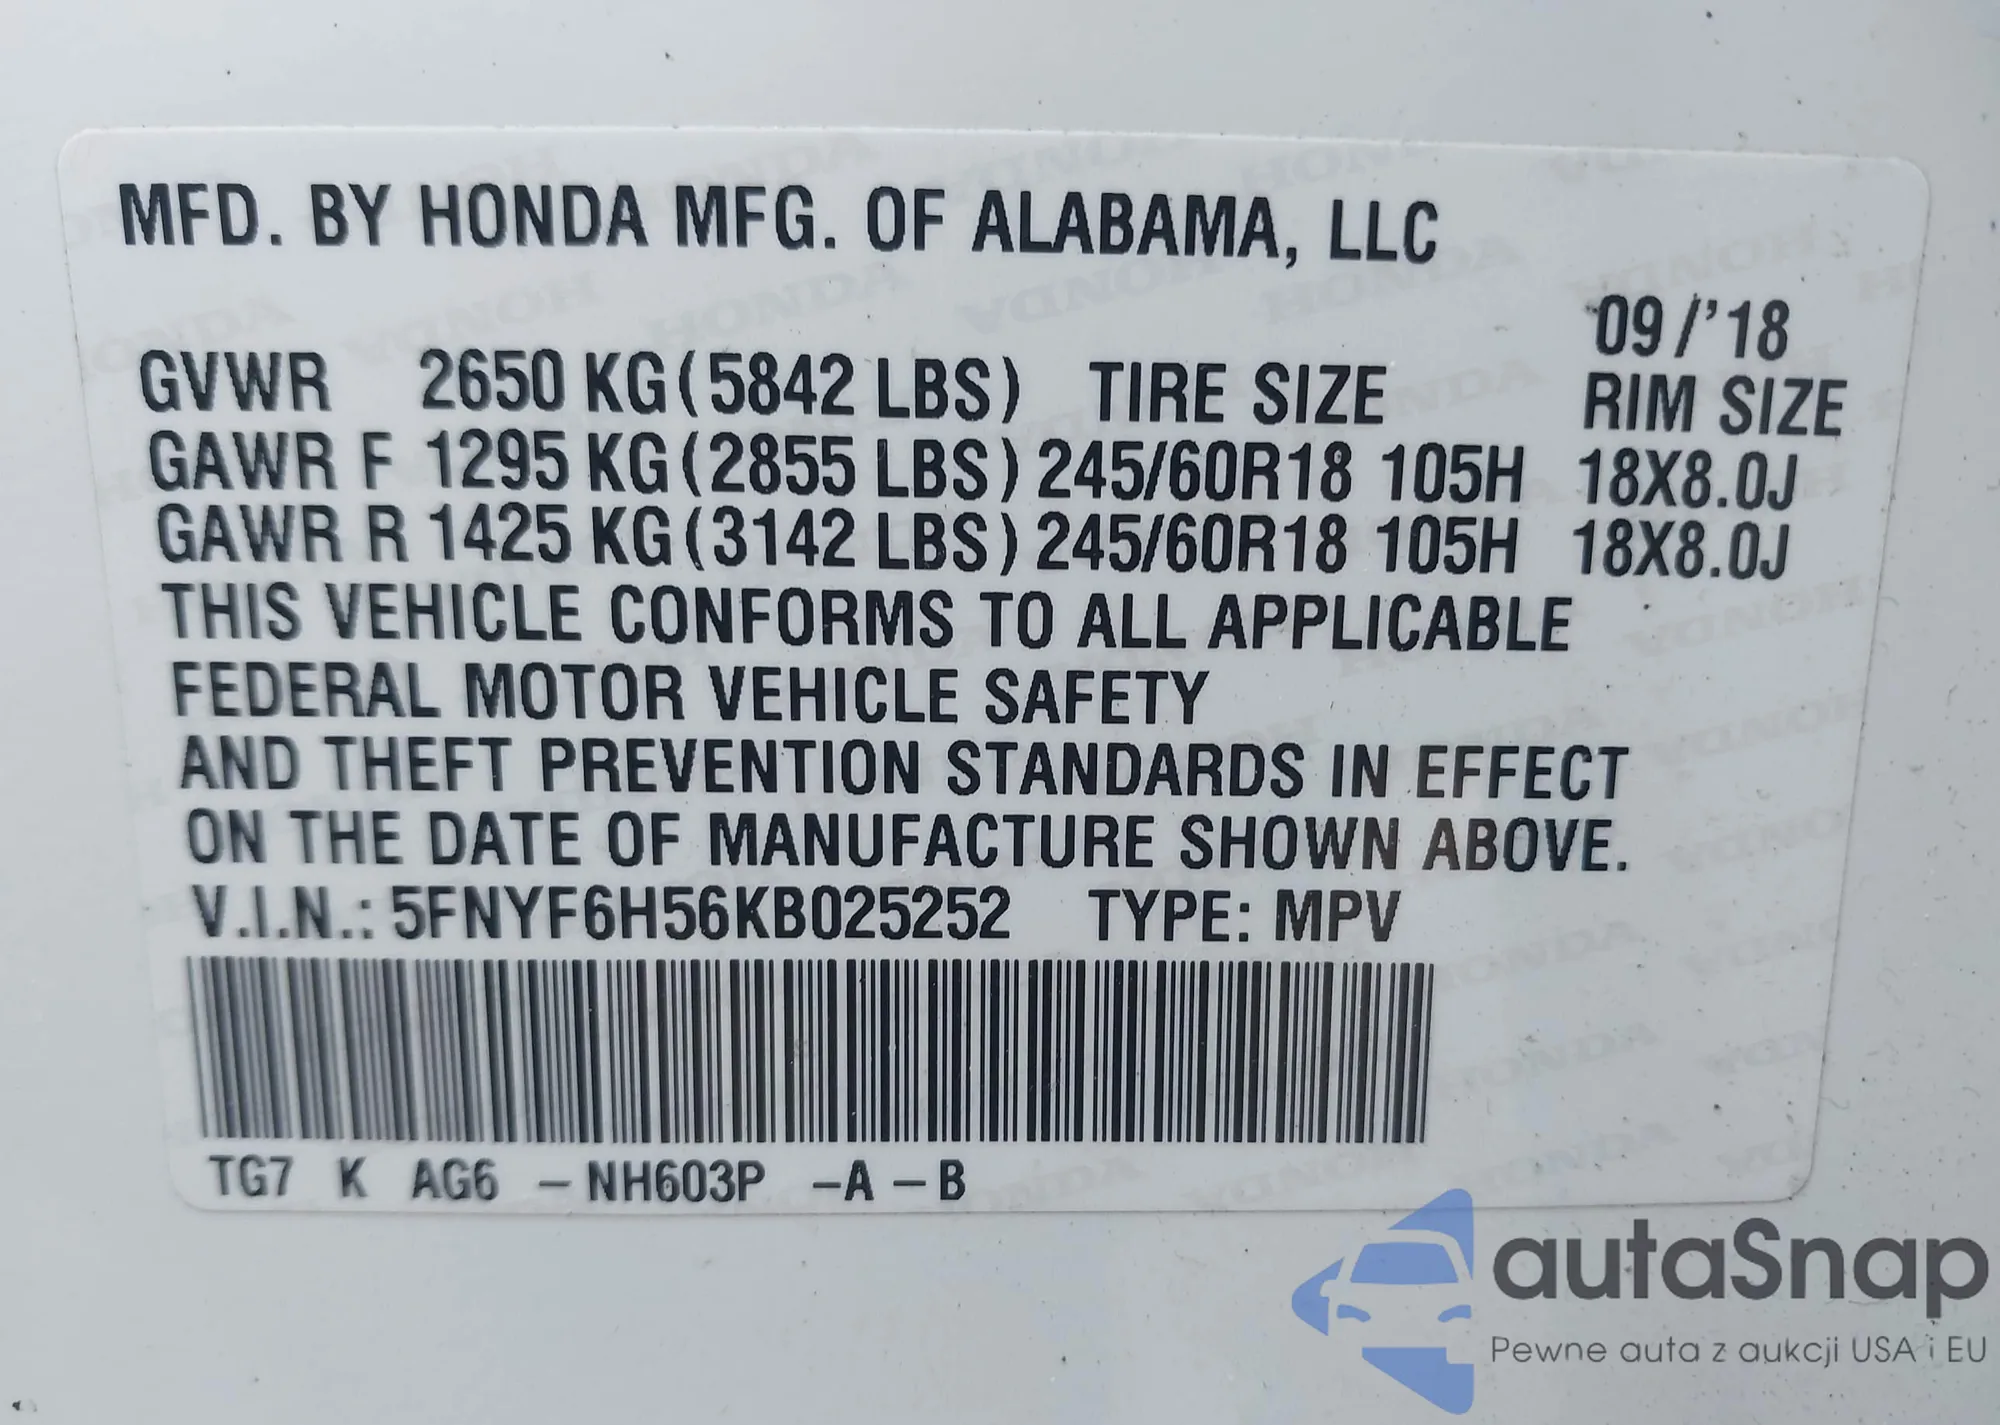 MFD. BY HONDA MFG. OF ALABAMA, LLC
09/'18
GVWR 2650 KG(5842 LBS) TIRE SIZE RIM SIZE
GAWR F 1295 KG(2855 LBS) 245/60R18 105H 18X8.0J
GAWR R 1425 KG(3142 LBS) 245/60R18 105H 18X8.0J
THIS VEHICLE CONFORMS TO ALL APPLICABLE
FEDERAL MOTOR VEHICLE SAFETY
AND THEFT PREVENTION STANDARDS IN EFFECT
ON THE DATE OF MANUFACTURE SHOWN ABOVE.
V.I.N.: 5FNYF6H56KB025252 TYPE: MPV
TG7 K AG6 – NH603P –A – B
autaSnap
Pewne auta z aukcji USA i EU